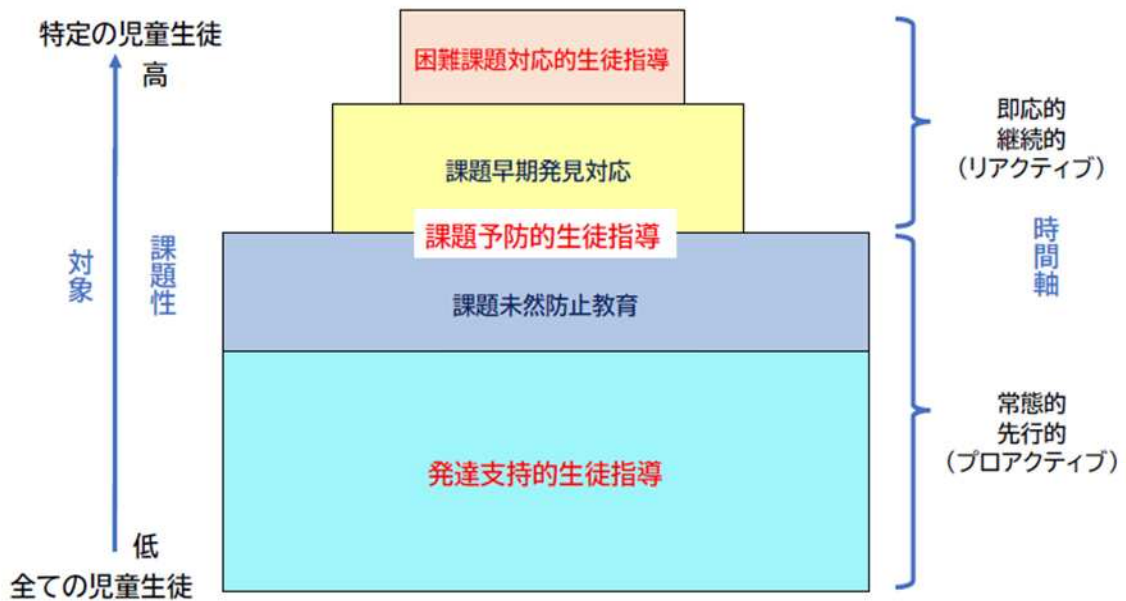 特定の児童生徒
高
対象
課題性
低
全ての児童生徒
困難課題対応的生徒指導
課題早期発見対応
課題予防的生徒指導
課題未然防止教育
発達支持的生徒指導
即応的
継続的
(リアクティブ)
時間軸
常態的
先行的
(プロアクティブ)